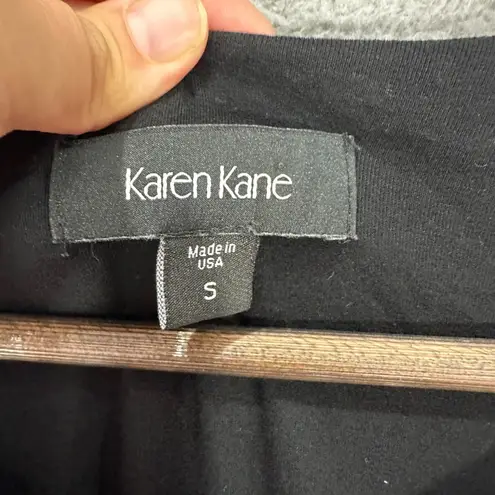 Karen Kane
Made in
USA
S